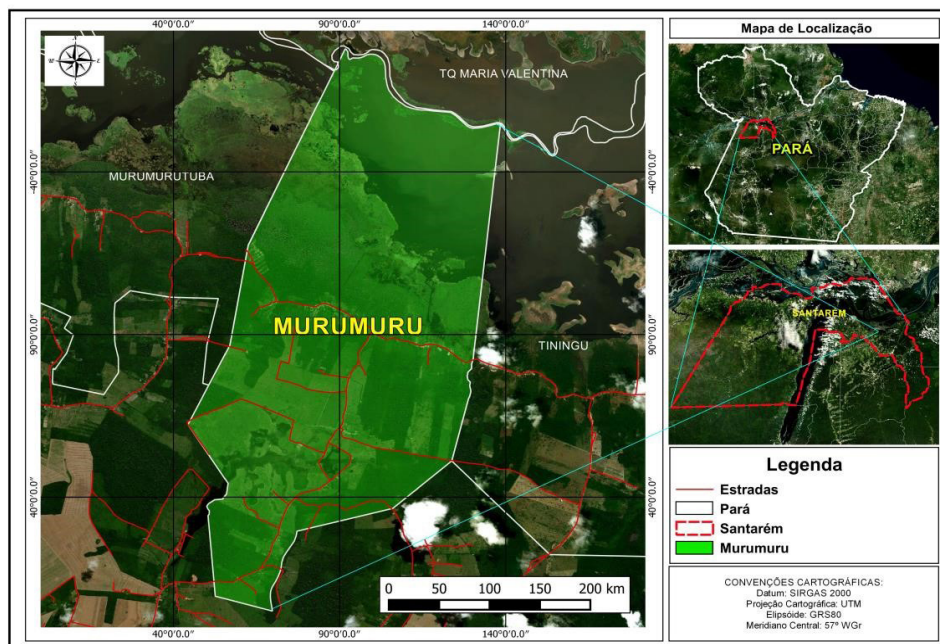 40°0'0.0" 90°0'0.0" 140°0'0.0"
TQ MARIA VALENTINA
-40°0'0.0" -40°0'0.0"
MURUMURUTUBA
MURUMURU
90°0'0.0" 90°0'0.0"
TININGU
40°0'0.0" 40°0'0.0"
0 50 100 150 200 km
40°0'0.0" 90°0'0.0" 140°0'0.0"
Mapa de Localização
PARÁ
SANTARÉM
Legenda
Estradas
Pará
Santarém
Murumuru
CONVENÇÕES CARTOGRÁFICAS:
Datum: SIRGAS 2000
Projeção Cartográfica: UTM
Elipsóide: GRS80
Meridiano Central: 57º WGr